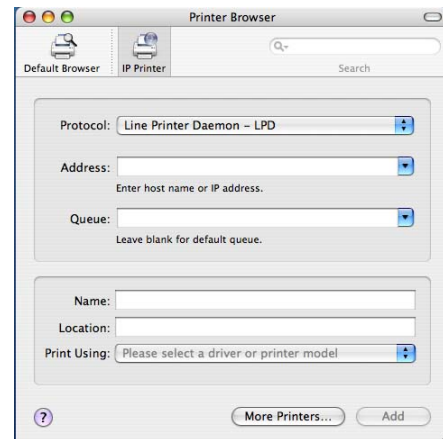 Printer Browser
Default Browser
IP Printer
Search
Protocol: Line Printer Daemon – LPD
Address:
Enter host name or IP address.
Queue:
Leave blank for default queue.
Name:
Location:
Print Using: Please select a driver or printer model
?
More Printers...
Add